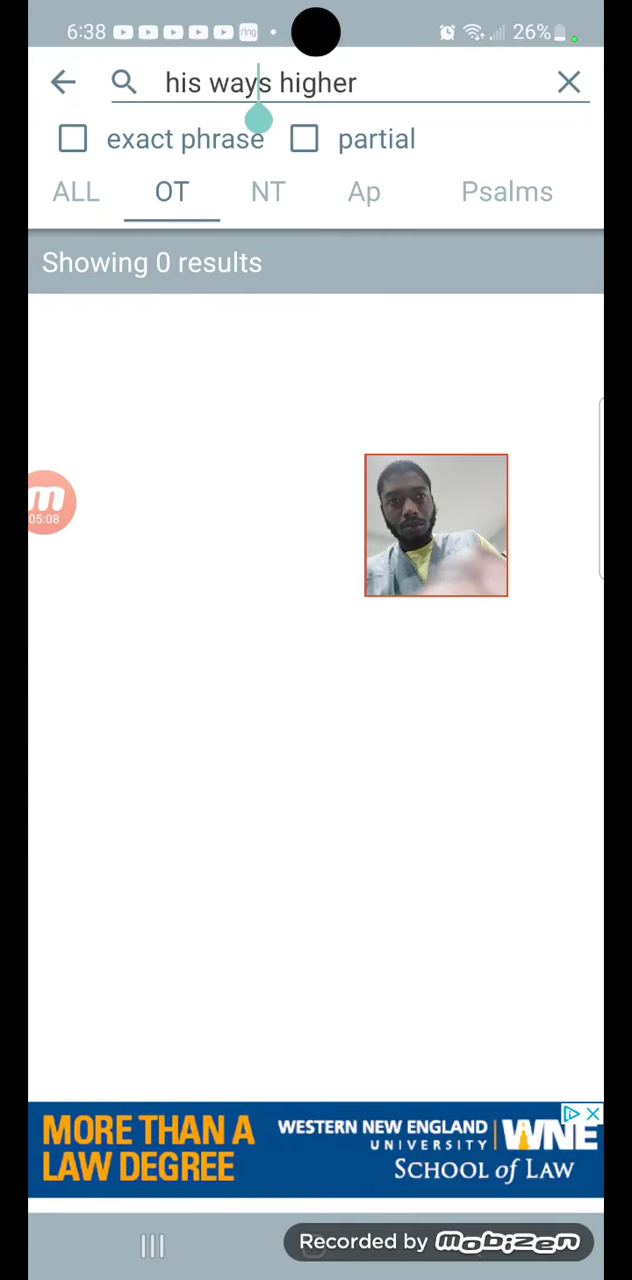 6:38 ring 26%
his ways higher
exact phrase partial
ALL OT NT Ap Psalms
Showing 0 results
M
05:08
MORE THAN A
LAW DEGREE
WESTERN NEW ENGLAND
UNIVERSITY
WNE
SCHOOL of LAW
Recorded by mobizen